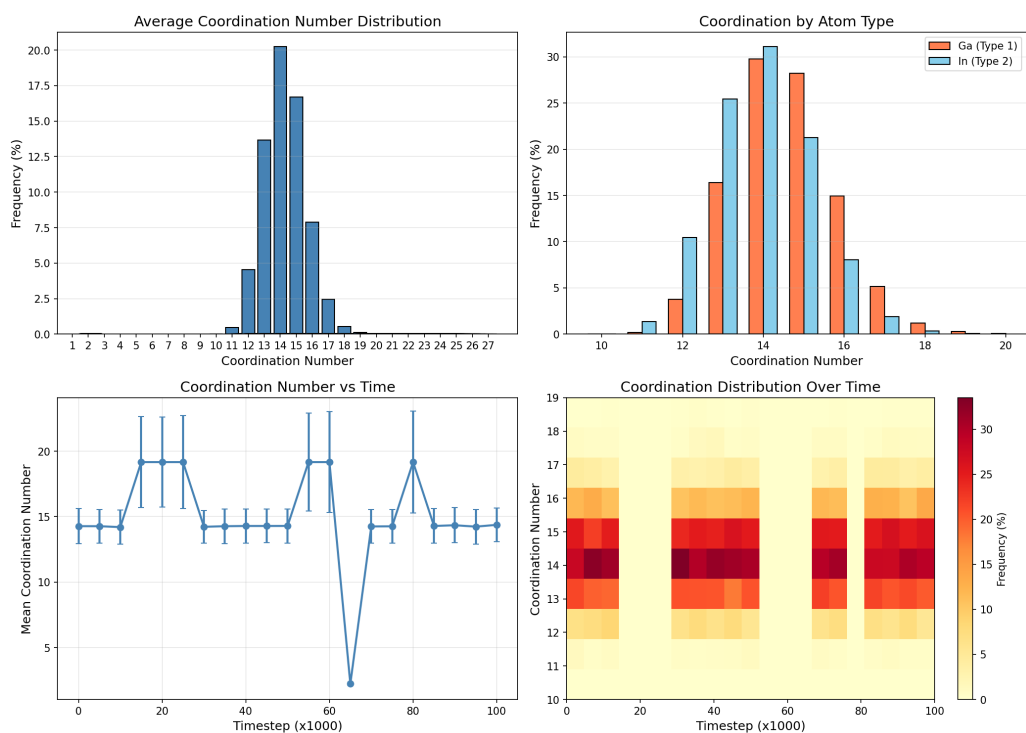 Average Coordination Number Distribution
Frequency (%)
20.0
17.5
15.0
12.5
10.0
7.5
5.0
2.5
0.0
1 2 3 4 5 6 7 8 9 10 11 12 13 14 15 16 17 18 19 20 21 22 23 24 25 26 27
Coordination Number
Coordination by Atom Type
Ga (Type 1)
In (Type 2)
Frequency (%)
30
25
20
15
10
5
0
10 12 14 16 18 20
Coordination Number
Coordination Number vs Time
Mean Coordination Number
20
15
10
5
0 20 40 60 80 100
Timestep (x1000)
Coordination Distribution Over Time
Coordination Number
19
18
17
16
15
14
13
12
11
10
0 20 40 60 80 100
Timestep (x1000)
30
25
20
15
10
5
0
Frequency (%)